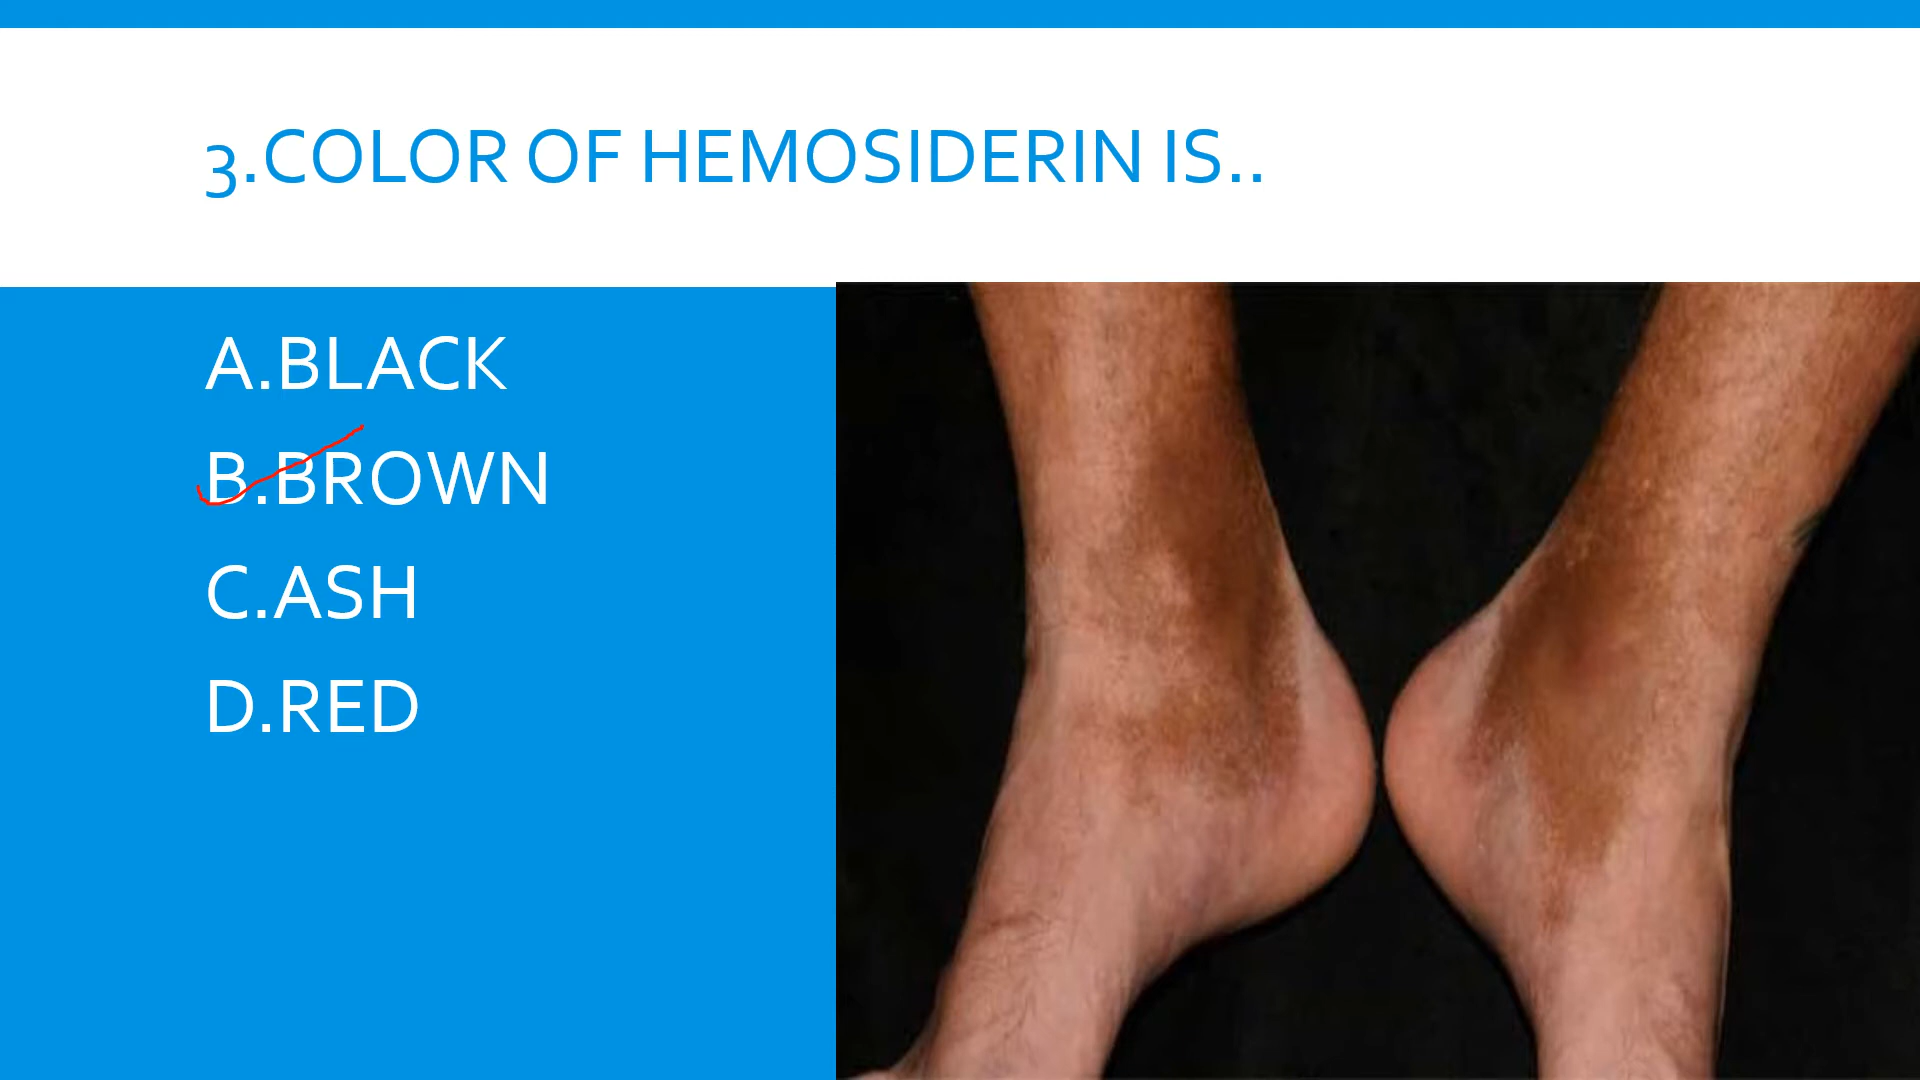 3.COLOR OF HEMOSIDERIN IS..
A.BLACK
B.BROWN
C.ASH
D.RED